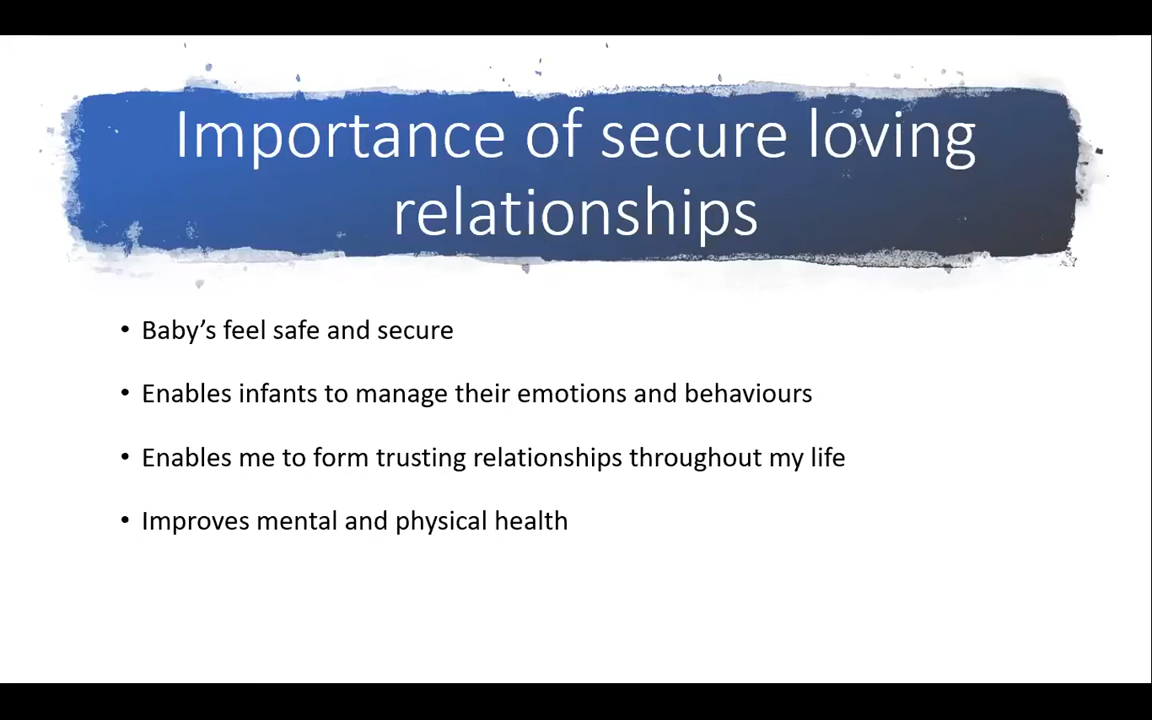 Importance of secure loving
relationships
• Baby’s feel safe and secure
• Enables infants to manage their emotions and behaviours
• Enables me to form trusting relationships throughout my life
• Improves mental and physical health